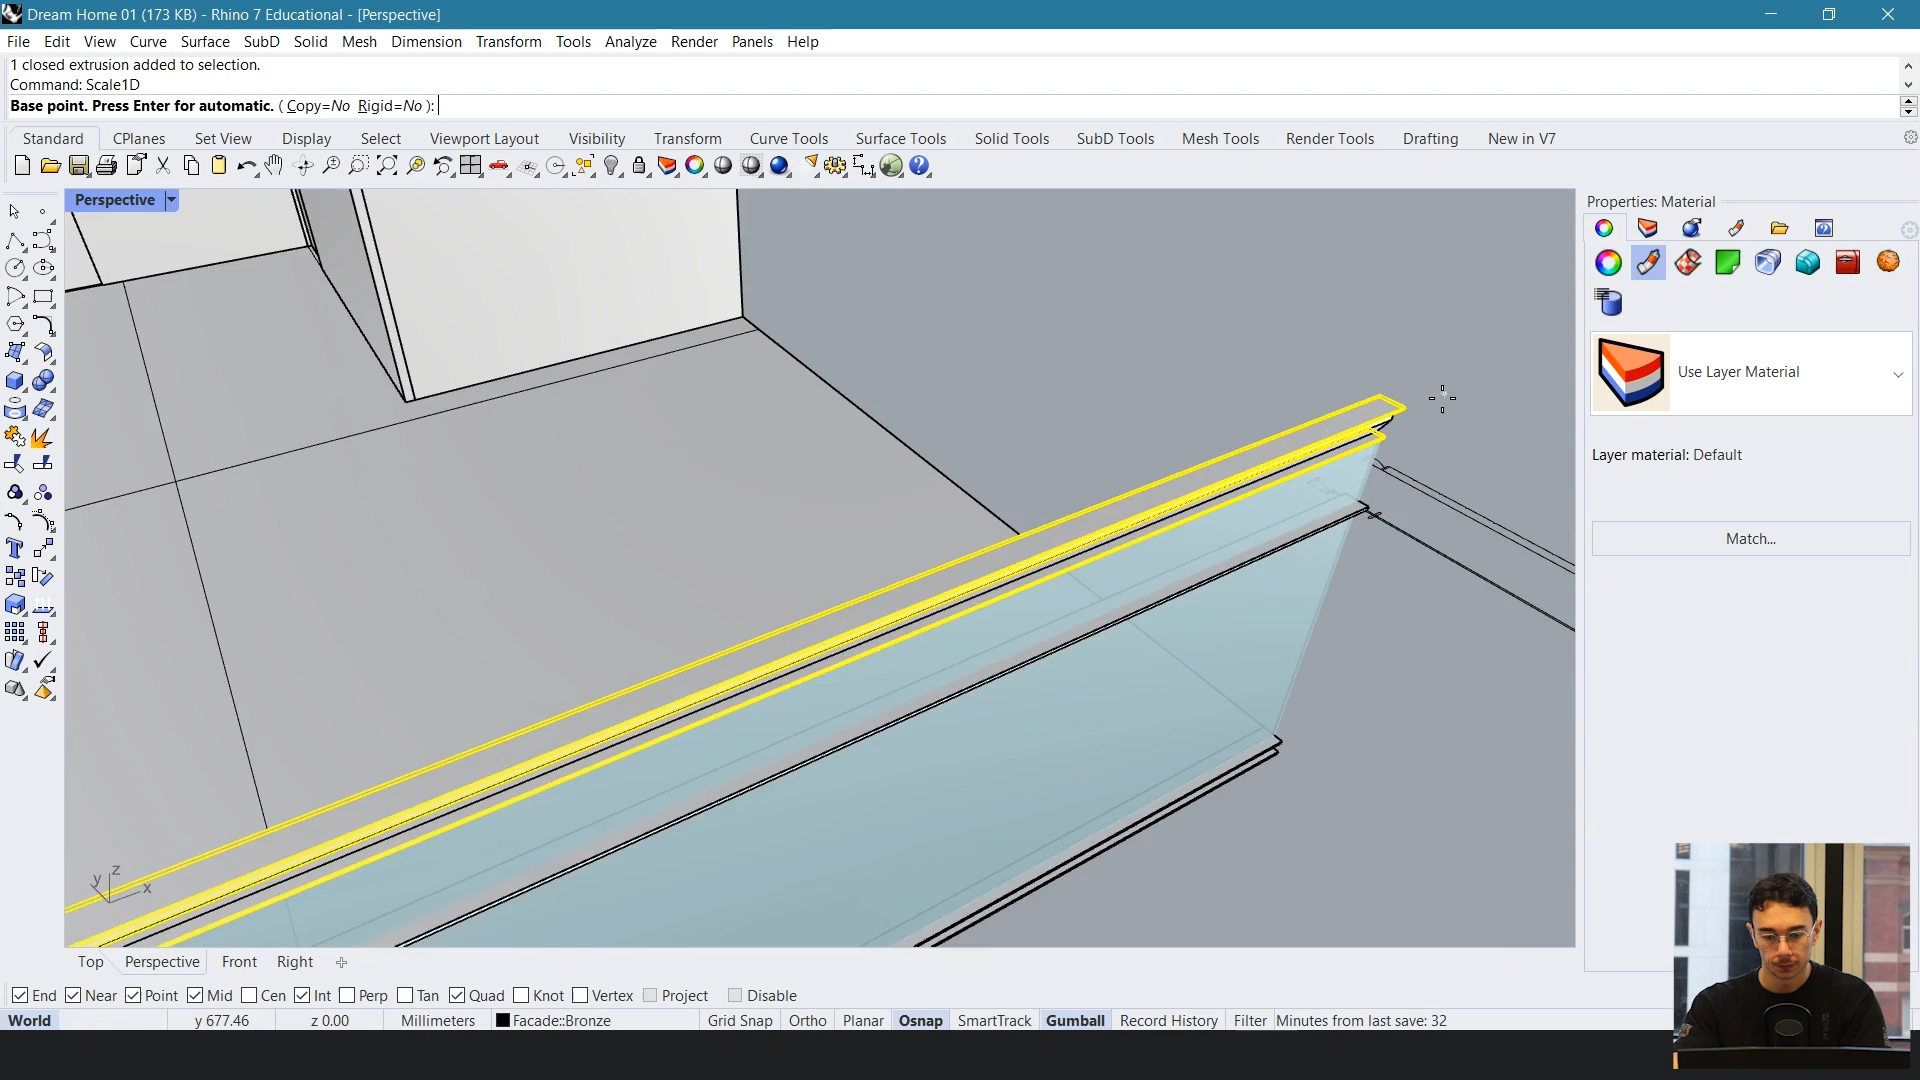 Dream Home 01 (173 KB) - Rhino 7 Educational - [Perspective]
File Edit View Curve Surface SubD Solid Mesh Dimension Transform Tools Analyze Render Panels Help
1 closed extrusion added to selection.
Command: Scale1D
Base point. Press Enter for automatic. ( Copy=No Rigid=No ):
Standard CPlanes Set View Display Select Viewport Layout Visibility Transform Curve Tools Surface Tools Solid Tools SubD Tools Mesh Tools Render Tools Drafting New in V7
Perspective
Properties: Material
Use Layer Material
Layer material: Default
Match...
z
y
x
Top Perspective Front Right
End Near Point Mid Cen Int Perp Tan Quad Knot Vertex Project Disable
World y 677.46 z 0.00 Millimeters Facade::Bronze Grid Snap Ortho Planar Osnap SmartTrack Gumball Record History Filter Minutes from last save: 32